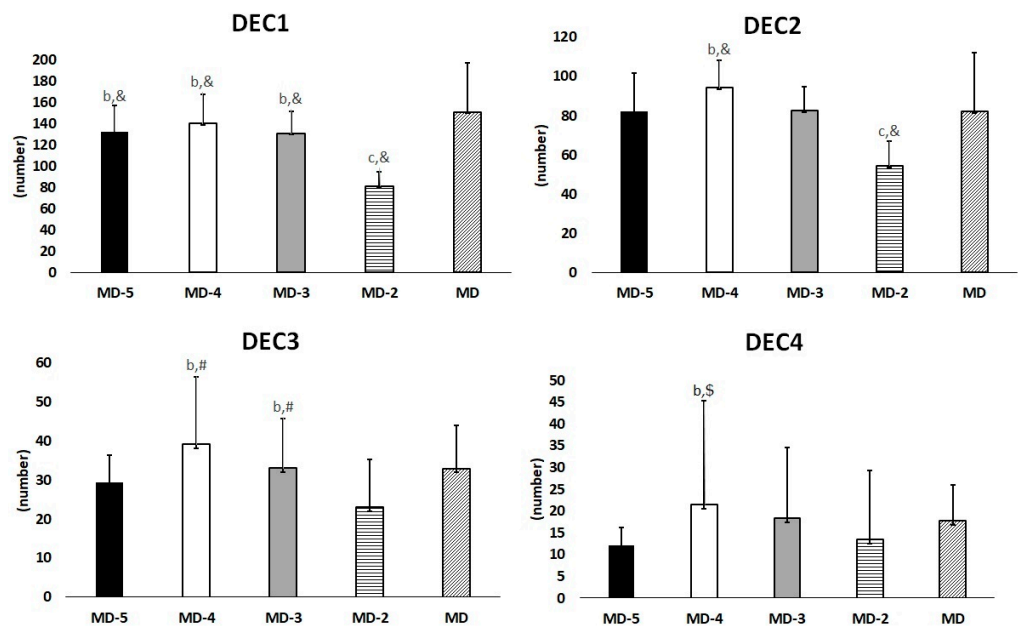 DEC1
(number)
200
180
160
140
120
100
80
60
40
20
0
b,& b,& b,& c,&
MD-5 MD-4 MD-3 MD-2 MD
DEC2
(number)
120
100
80
60
40
20
0
b,& c,&
MD-5 MD-4 MD-3 MD-2 MD
DEC3
(number)
60
50
40
30
20
10
0
b,# b,#
MD-5 MD-4 MD-3 MD-2 MD
DEC4
(number)
50
45
40
35
30
25
20
15
10
5
0
b,$
MD-5 MD-4 MD-3 MD-2 MD